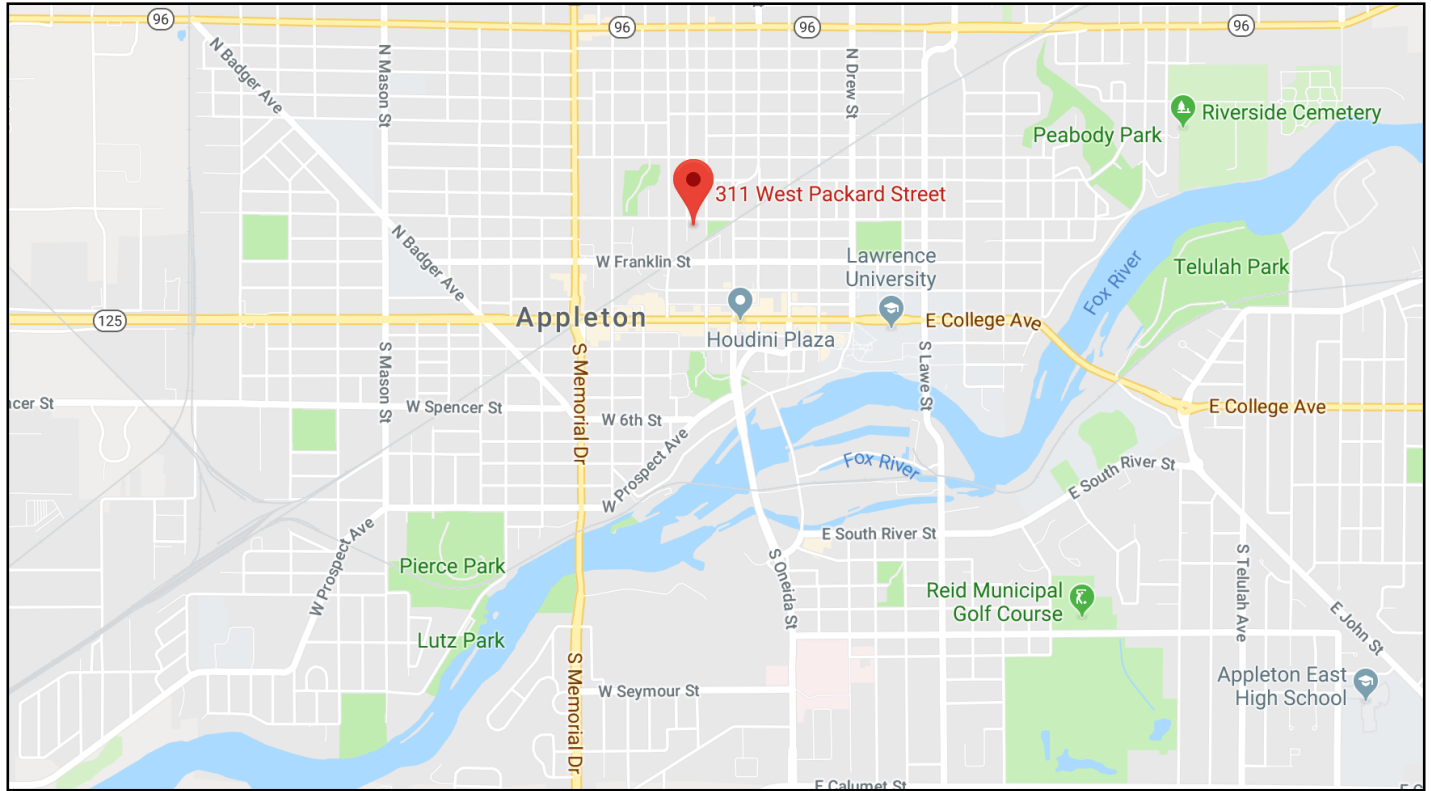 96
96
96
96
N Badger Ave
N Mason St
N Drew St
Riverside Cemetery
Peabody Park
311 West Packard Street
N Badger Ave
W Franklin St
Lawrence
University
Telulah Park
Fox River
125
Appleton
Houdini Plaza
E College Ave
S Mason St
S Memorial Dr
S Lawe St
W Spencer St
W 6th St
E College Ave
W Prospect Ave
Fox River
E South River St
W Prospect Ave
E South River St
Pierce Park
S Oneida St
S Telulah Ave
Reid Municipal
Golf Course
Lutz Park
E John St
S Memorial Dr
W Seymour St
Appleton East
High School
E Calumet St